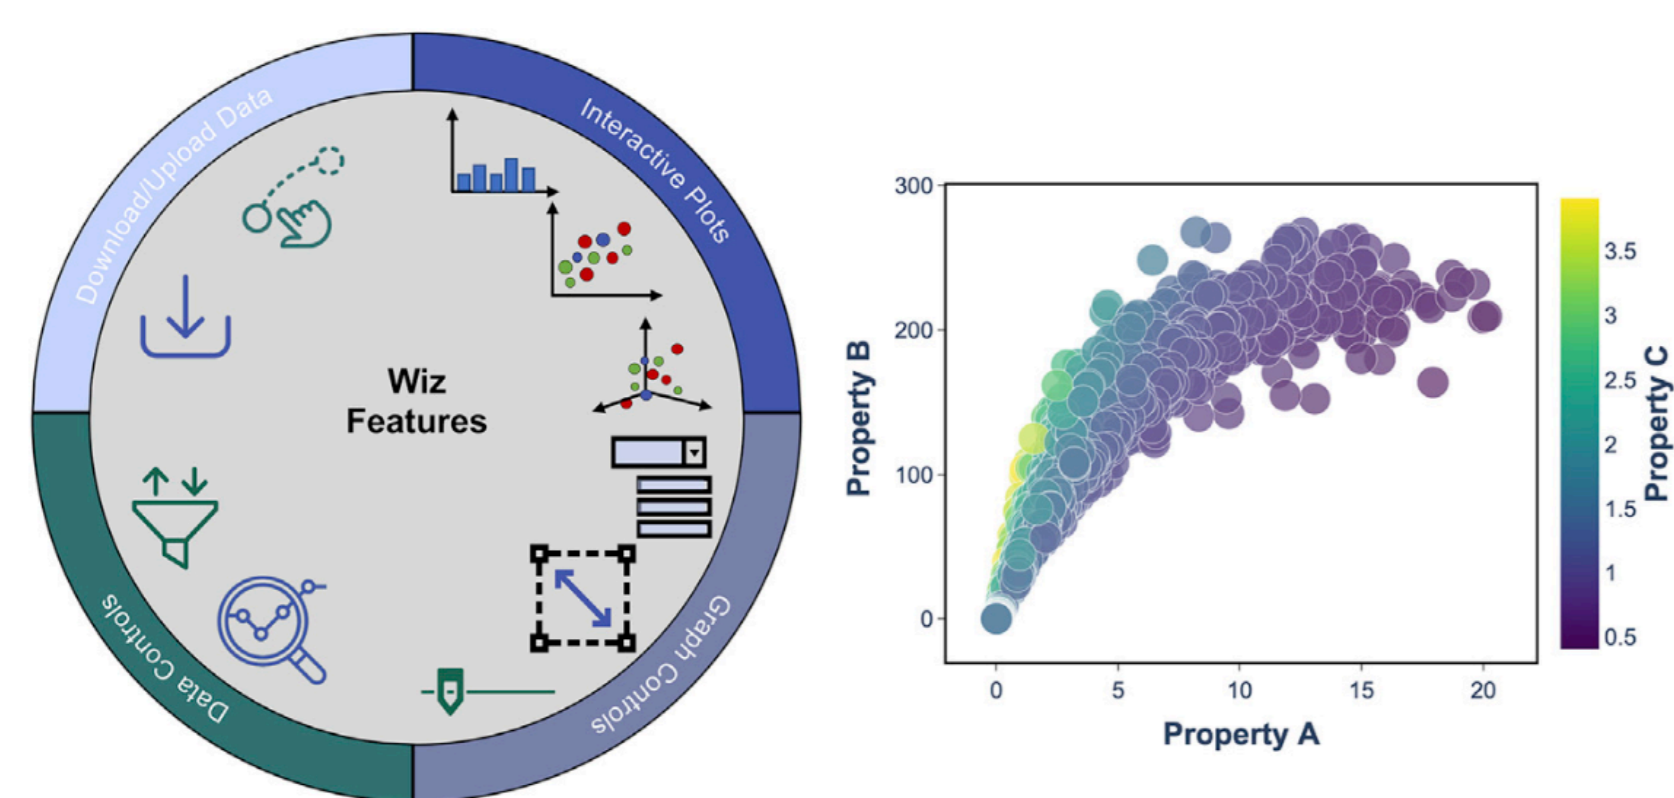 Download/Upload Data
Interactive Plots
Wiz
Features
Data Controls
Graph Controls
300
200
100
0
Property B
0 5 10 15 20
Property A
3.5
3
2.5
2
1.5
1
0.5
Property C